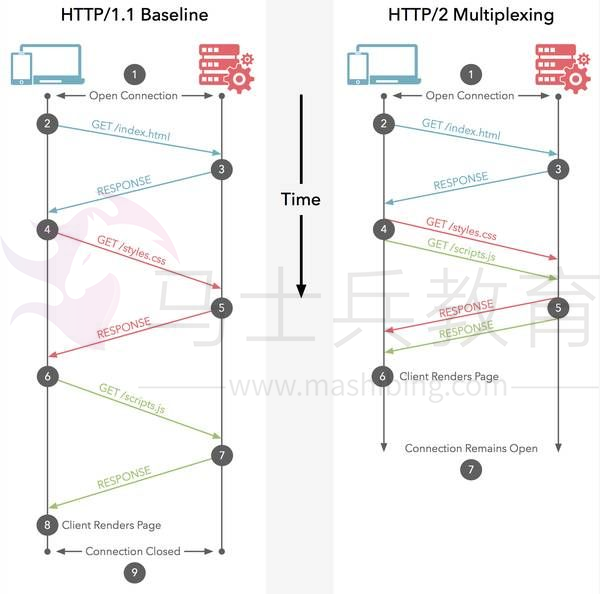 HTTP/1.1 Baseline
1
Open Connection
2
GET /index.html
3
RESPONSE
4
GET /styles.css
5
RESPONSE
6
GET /scripts.js
7
RESPONSE
8
Client Renders Page
Connection Closed
9
Time
HTTP/2 Multiplexing
1
Open Connection
2
GET /index.html
3
RESPONSE
4
GET /styles.css
GET /scripts.js
5
RESPONSE
RESPONSE
6
Client Renders Page
Connection Remains Open
7
马士兵教育
www.mashibing.com